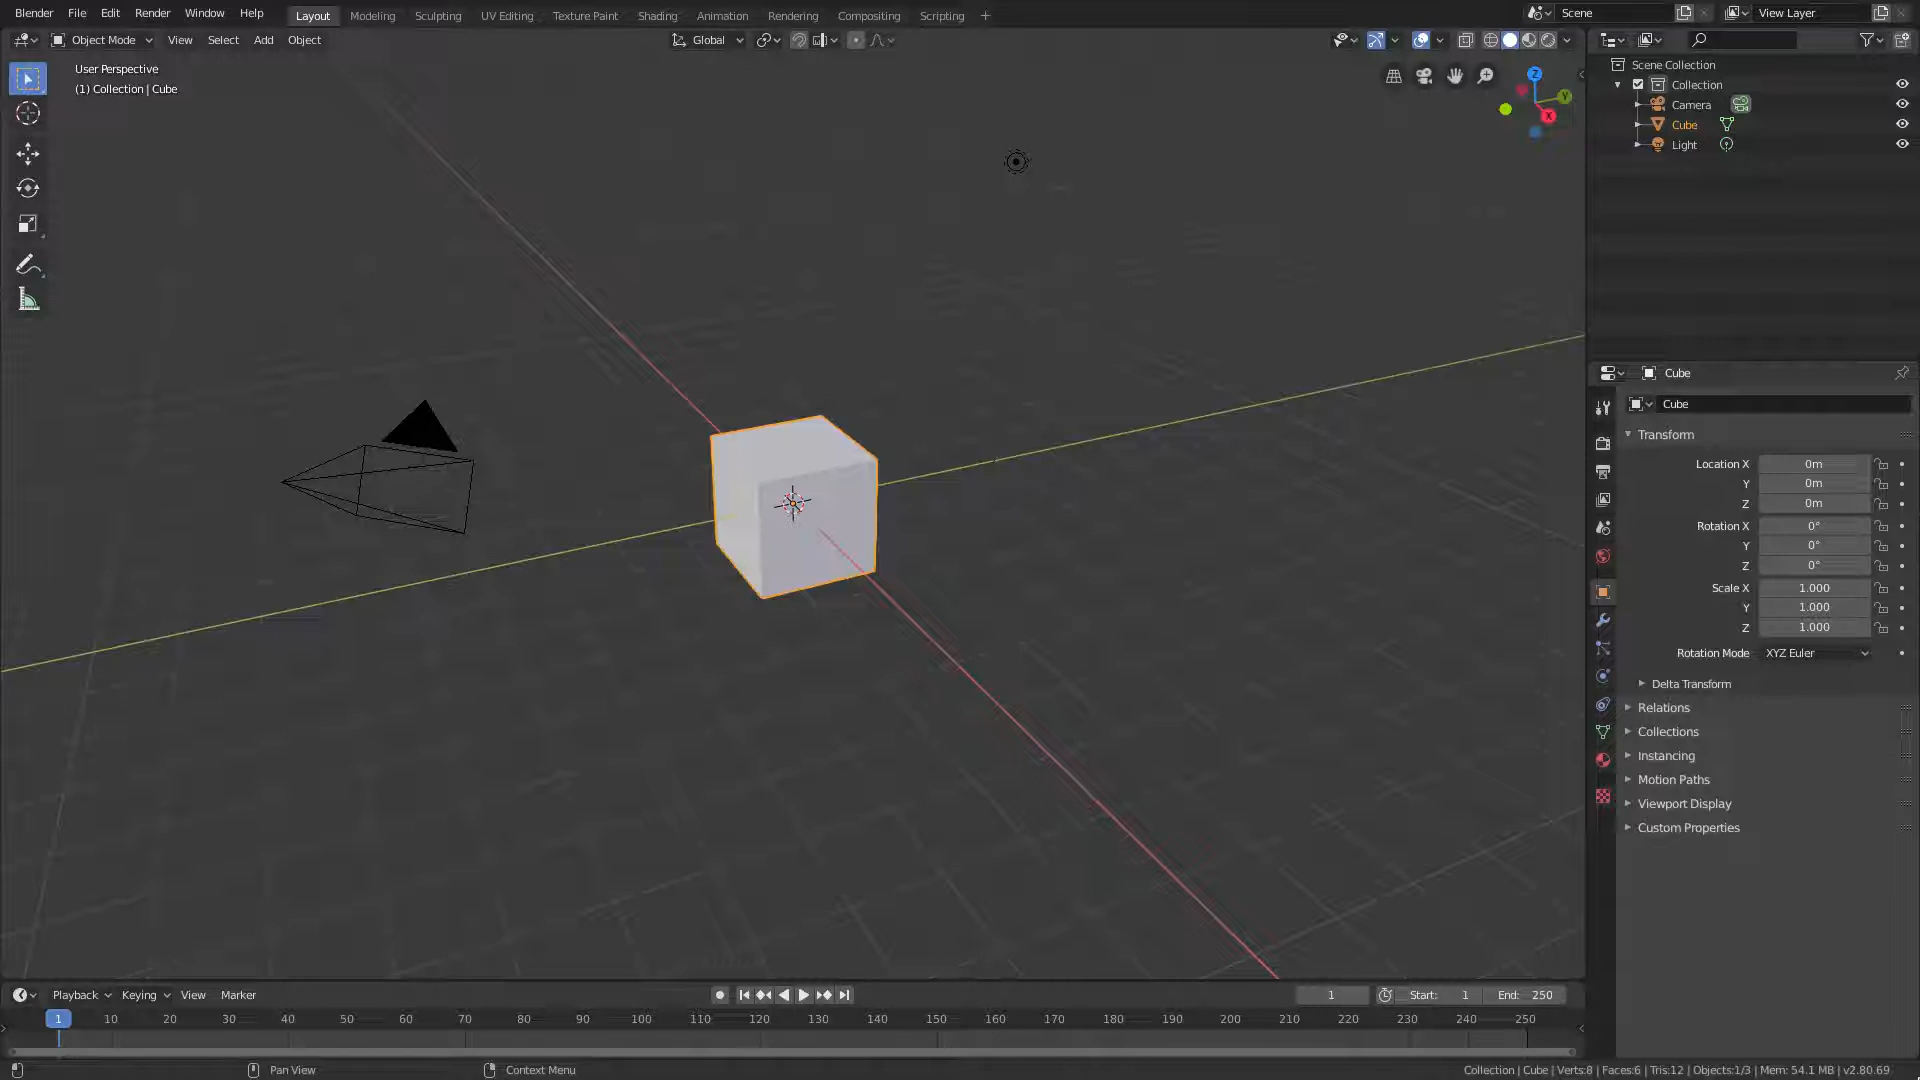 Blender File Edit Render Window Help Layout Modeling Sculpting UV Editing Texture Paint Shading Animation Rendering Compositing Scripting + Scene View Layer
Object Mode View Select Add Object Global
User Perspective
(1) Collection | Cube
Z
Y
X
Scene Collection
Collection
Camera
Cube
Light
Cube
Cube
Transform
Location X 0m
Y 0m
Z 0m
Rotation X 0°
Y 0°
Z 0°
Scale X 1.000
Y 1.000
Z 1.000
Rotation Mode XYZ Euler
Delta Transform
Relations
Collections
Instancing
Motion Paths
Viewport Display
Custom Properties
Playback Keying View Marker 1 Start: 1 End: 250
1 10 20 30 40 50 60 70 80 90 100 110 120 130 140 150 160 170 180 190 200 210 220 230 240 250
Pan View Context Menu Collection | Cube | Verts:8 | Faces:6 | Tris:12 | Objects:1/3 | Mem: 54.1 MB | v2.80.69